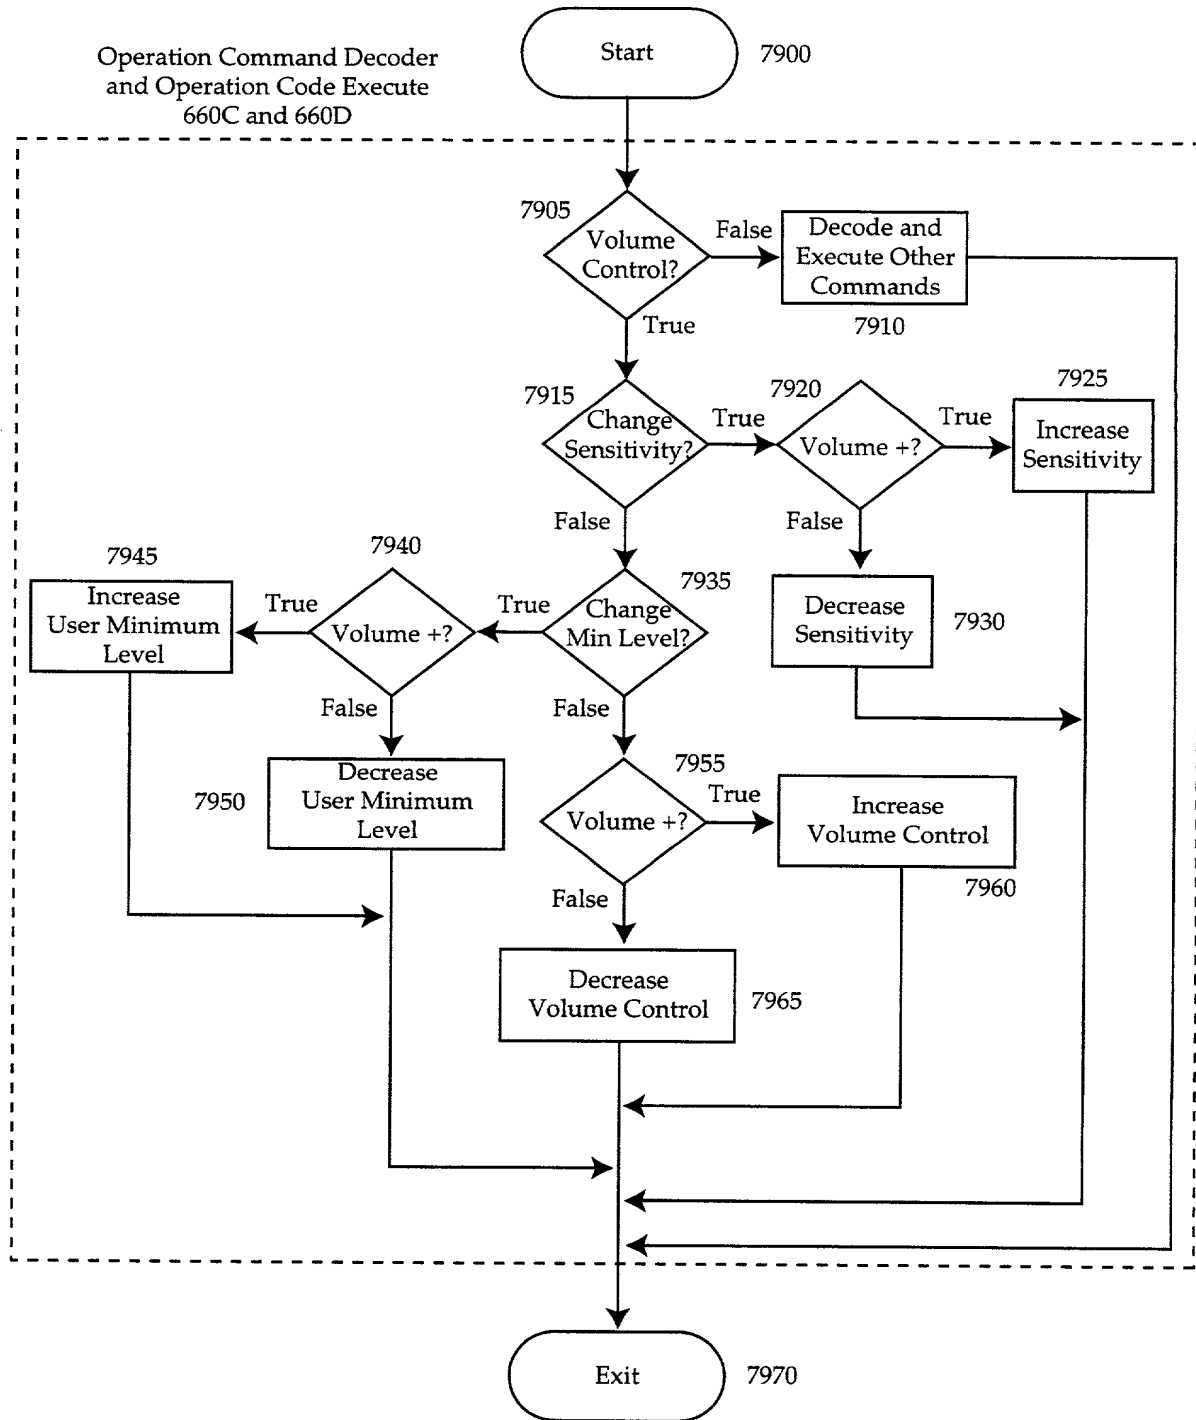 Start
7900
Operation Command Decoder
and Operation Code Execute
660C and 660D
7905
Volume
Control?
False
Decode and
Execute Other
Commands
7910
True
7915
Change
Sensitivity?
True
7920
Volume +?
True
7925
Increase
Sensitivity
False
False
7930
Decrease
Sensitivity
7935
Change
Min Level?
True
7940
Volume +?
True
7945
Increase
User Minimum
Level
False
False
7950
Decrease
User Minimum
Level
7955
Volume +?
True
Increase
Volume Control
7960
False
Decrease
Volume Control
7965
Exit
7970